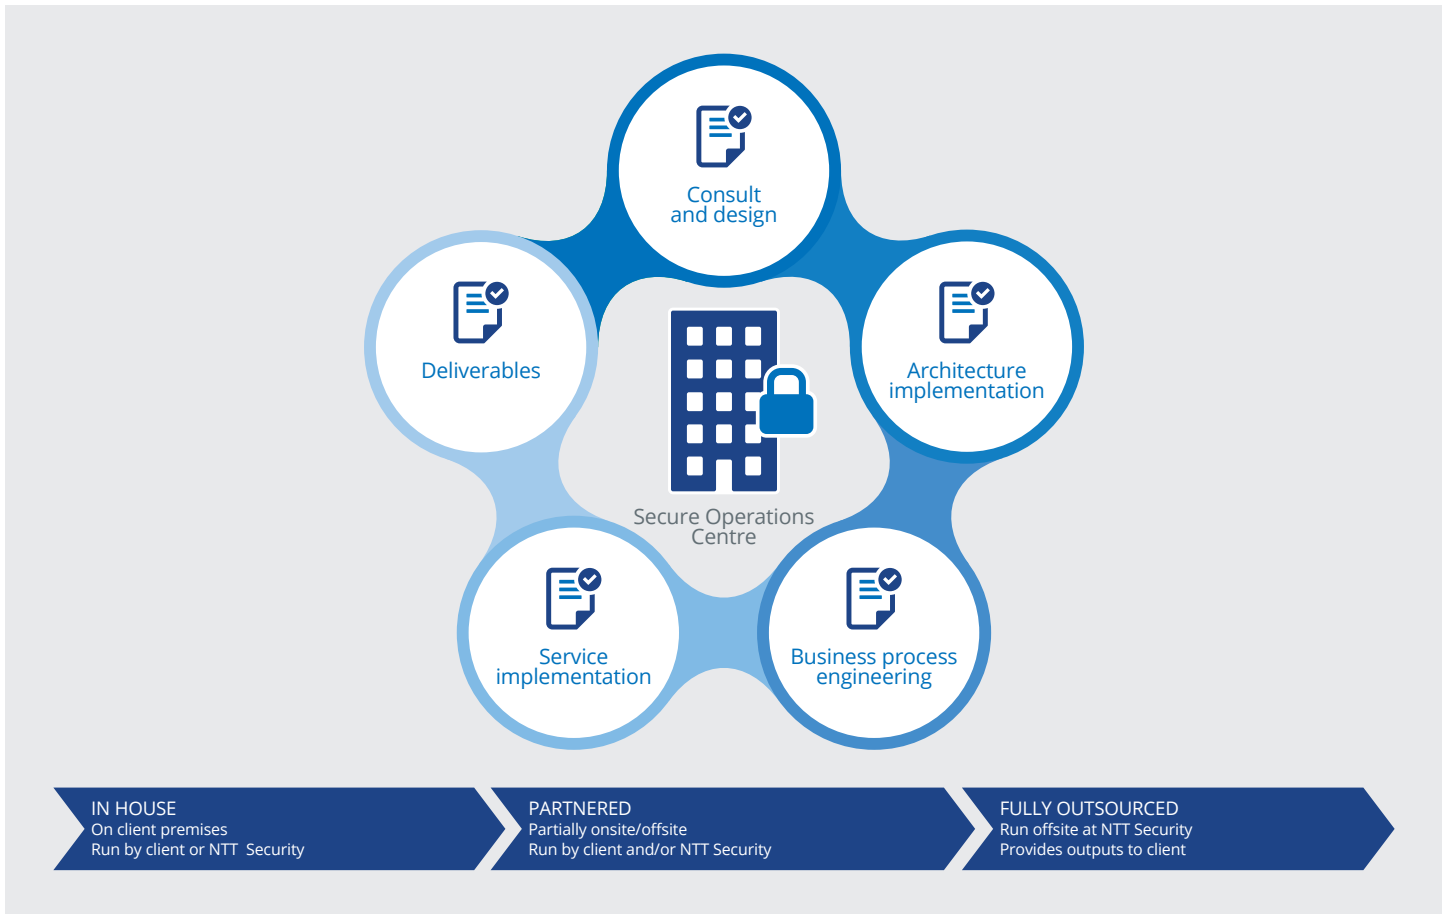 Consult
and design
Architecture
implementation
Business process
engineering
Service
implementation
Deliverables
Secure Operations
Centre
IN HOUSE
On client premises
Run by client or NTT  Security
PARTNERED
Partially onsite/offsite
Run by client and/or NTT Security
FULLY OUTSOURCED
Run offsite at NTT Security
Provides outputs to client